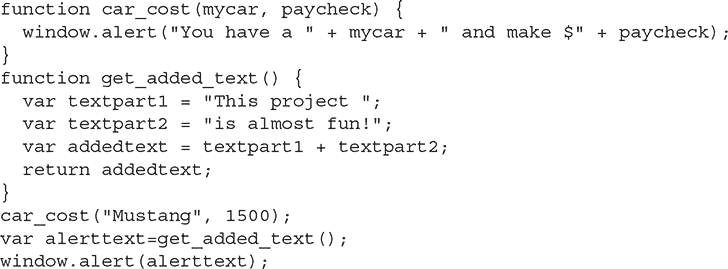 function car_cost(mycar, paycheck) {
  window.alert("You have a " + mycar + " and make $" + paycheck);
}
function get_added_text() {
  var textpart1 = "This project ";
  var textpart2 = "is almost fun!";
  var addedtext = textpart1 + textpart2;
  return addedtext;
}
car_cost("Mustang", 1500);
var alerttext=get_added_text();
window.alert(alerttext);